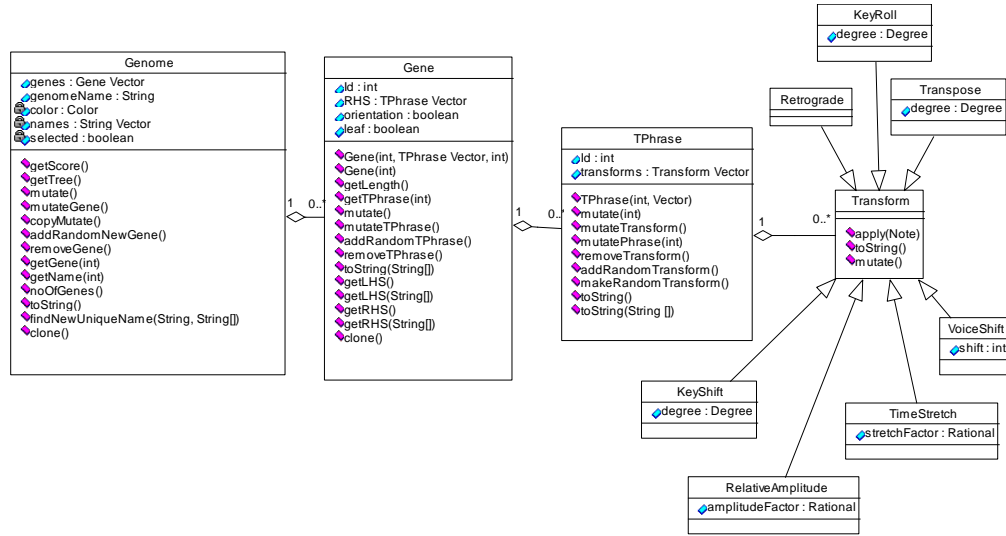 Genome
genes : Gene Vector
genomeName : String
color : Color
names : String Vector
selected : boolean
getScore()
getTree()
mutate()
mutateGene()
copyMutate()
addRandomNewGene()
removeGene()
getGene(int)
getName(int)
noOfGenes()
toString()
findNewUniqueName(String, String[])
clone()
1
0..*
Gene
Id : int
RHS : TPhrase Vector
orientation : boolean
leaf : boolean
Gene(int, TPhrase Vector, int)
Gene(int)
getLength()
getTPhrase(int)
mutate()
mutateTPhrase()
addRandomTPhrase()
removeTPhrase()
toString(String[])
getLHS()
getLHS(String[])
getRHS()
getRHS(String[])
clone()
1
0..*
TPhrase
Id : int
transforms : Transform Vector
TPhrase(int, Vector)
mutate(int)
mutateTransform()
mutatePhrase(int)
removeTransform()
addRandomTransform()
makeRandomTransform()
toString()
toString(String [])
1
0..*
KeyRoll
degree : Degree
Retrograde
Transpose
degree : Degree
Transform
apply(Note)
toString()
mutate()
VoiceShift
shift : int
KeyShift
degree : Degree
TimeStretch
stretchFactor : Rational
RelativeAmplitude
amplitudeFactor : Rational